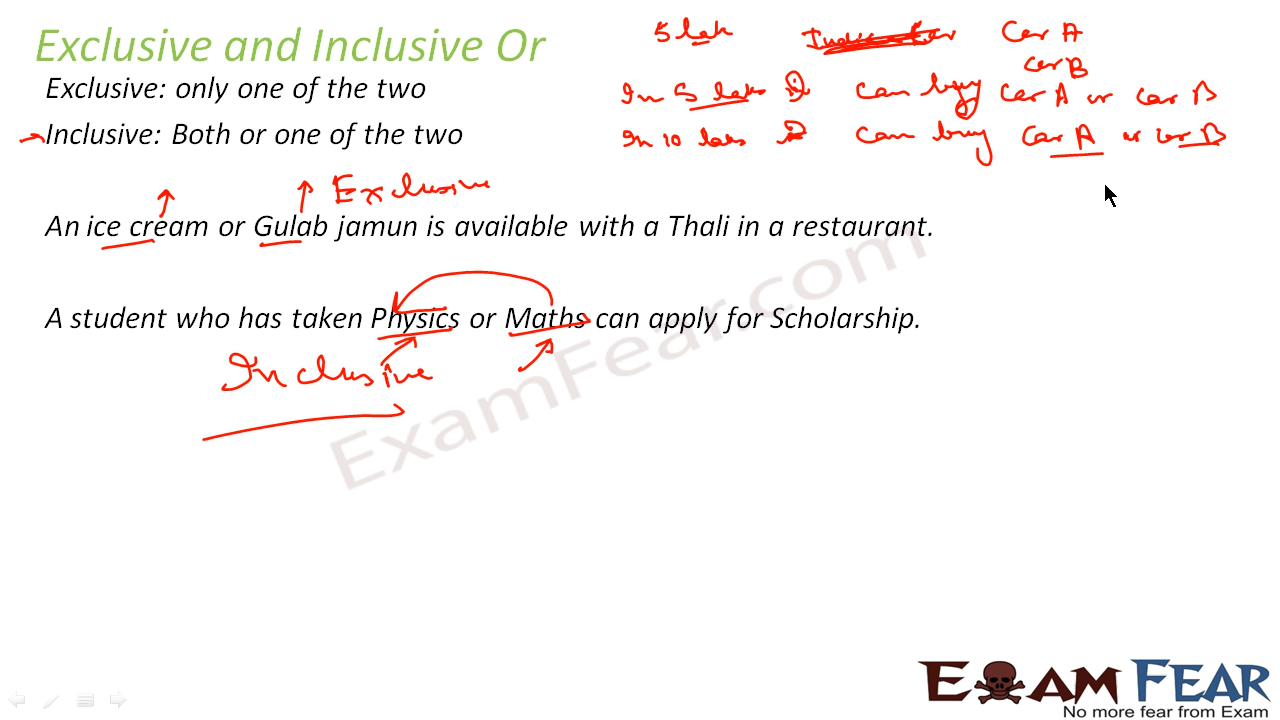 Exclusive and Inclusive Or
Exclusive: only one of the two
Inclusive: Both or one of the two
5 lak
Car A
Car B
In 5 laks I can buy Car A or Car B
In 10 laks I can buy Car A or Car B
Exclusive
An ice cream or Gulab jamun is available with a Thali in a restaurant.
A student who has taken Physics or Maths can apply for Scholarship.
Inclusive
ExamFear.com
EXAM FEAR
No more fear from Exam